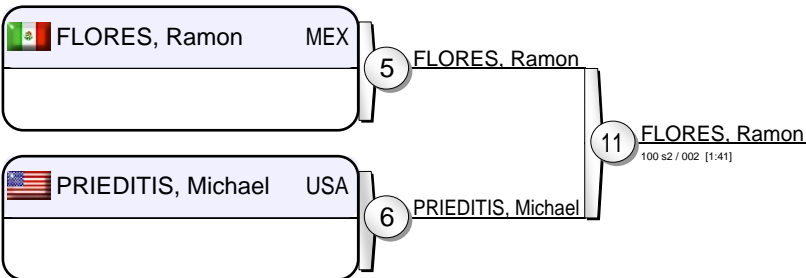 FLORES, Ramon MEX
5
FLORES, Ramon
11
FLORES, Ramon
100 s2 / 002 [1:41]
PRIEDITIS, Michael USA
6
PRIEDITIS, Michael